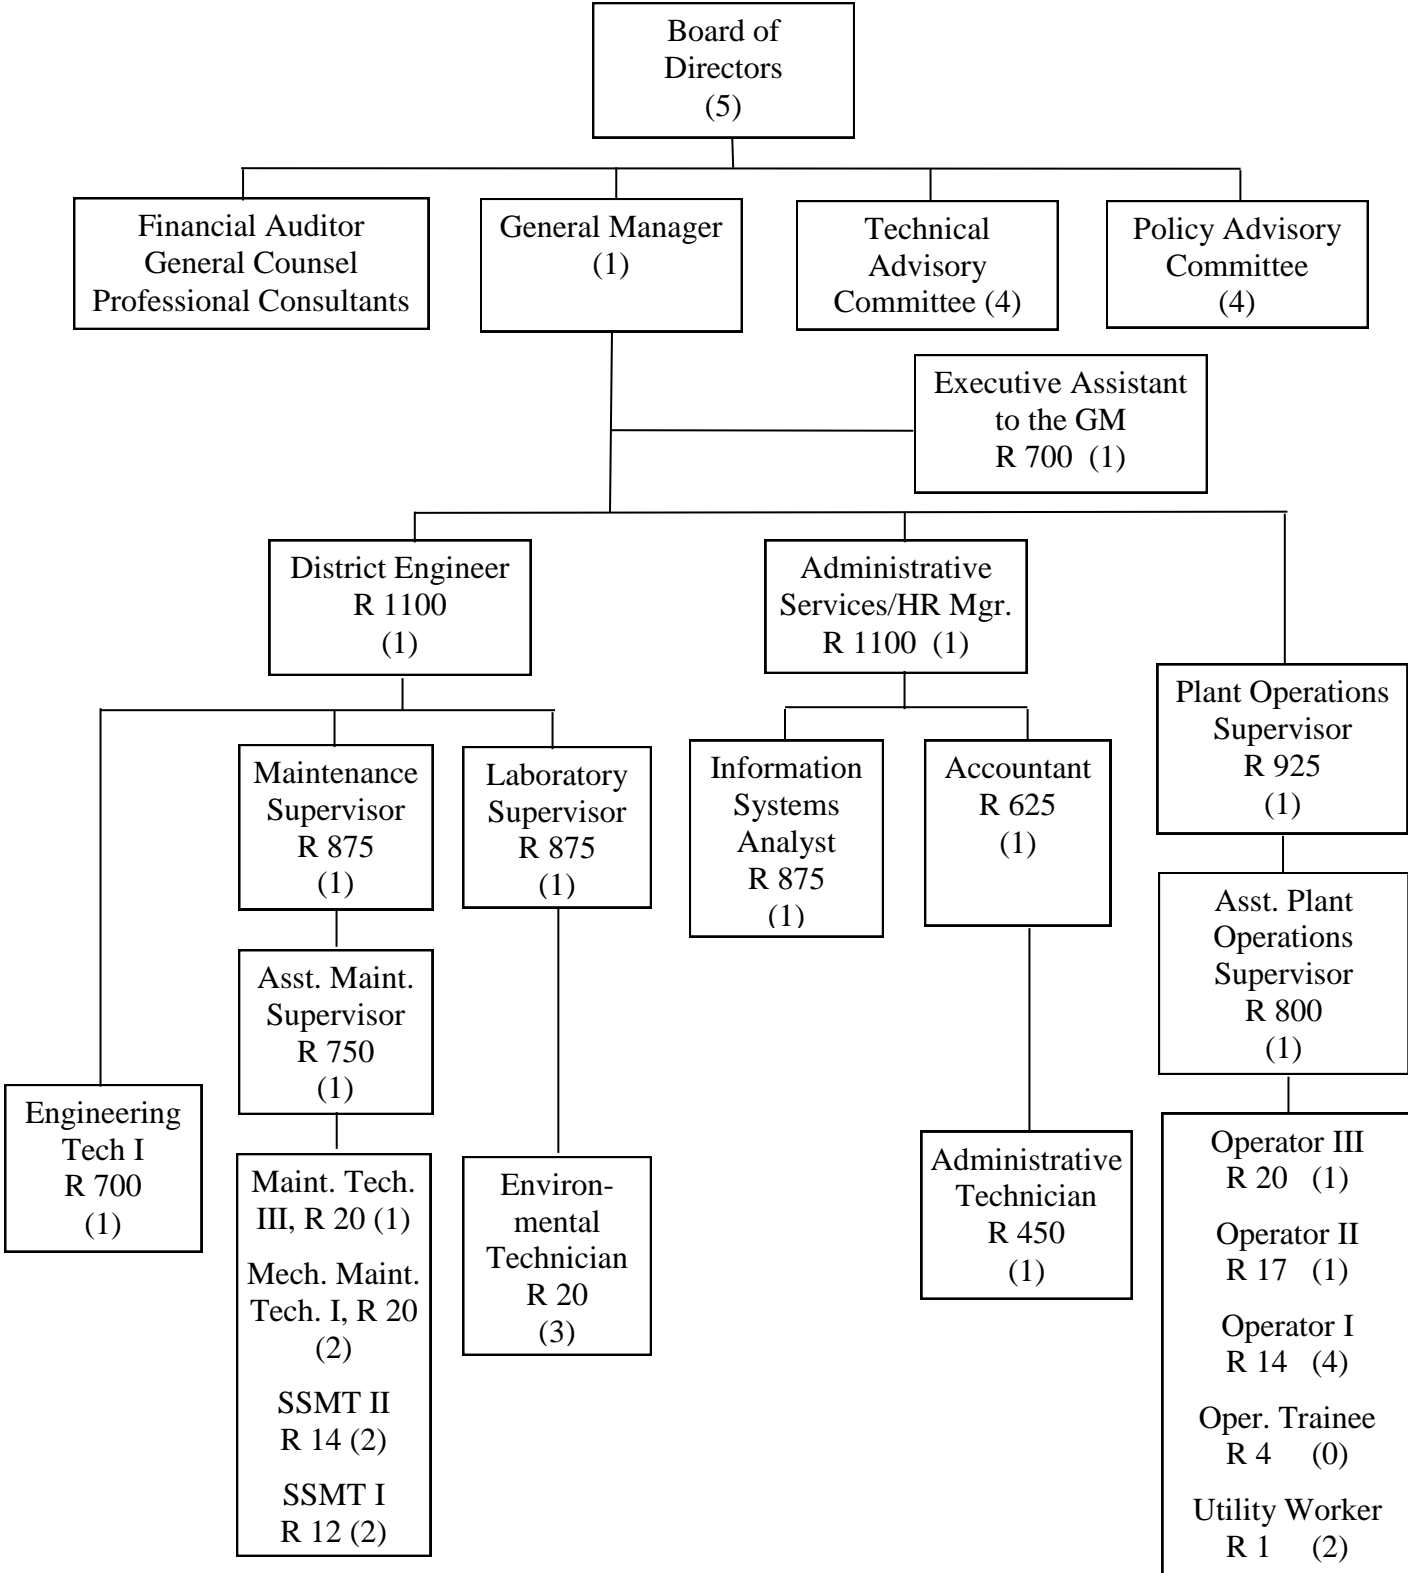 Board of
Directors
(5)
Financial Auditor
General Counsel
Professional Consultants
General Manager
(1)
Technical
Advisory
Committee (4)
Policy Advisory
Committee
(4)
Executive Assistant
to the GM
R 700 (1)
District Engineer
R 1100
(1)
Administrative
Services/HR Mgr.
R 1100 (1)
Plant Operations
Supervisor
R 925
(1)
Maintenance
Supervisor
R 875
(1)
Laboratory
Supervisor
R 875
(1)
Information
Systems
Analyst
R 875
(1)
Accountant
R 625
(1)
Asst. Plant
Operations
Supervisor
R 800
(1)
Asst. Maint.
Supervisor
R 750
(1)
Engineering
Tech I
R 700
(1)
Maint. Tech.
III, R 20 (1)
Mech. Maint.
Tech. I, R 20
(2)
SSMT II
R 14 (2)
SSMT I
R 12 (2)
Environ-
mental
Technician
R 20
(3)
Administrative
Technician
R 450
(1)
Operator III
R 20 (1)
Operator II
R 17 (1)
Operator I
R 14 (4)
Oper. Trainee
R 4 (0)
Utility Worker
R 1 (2)